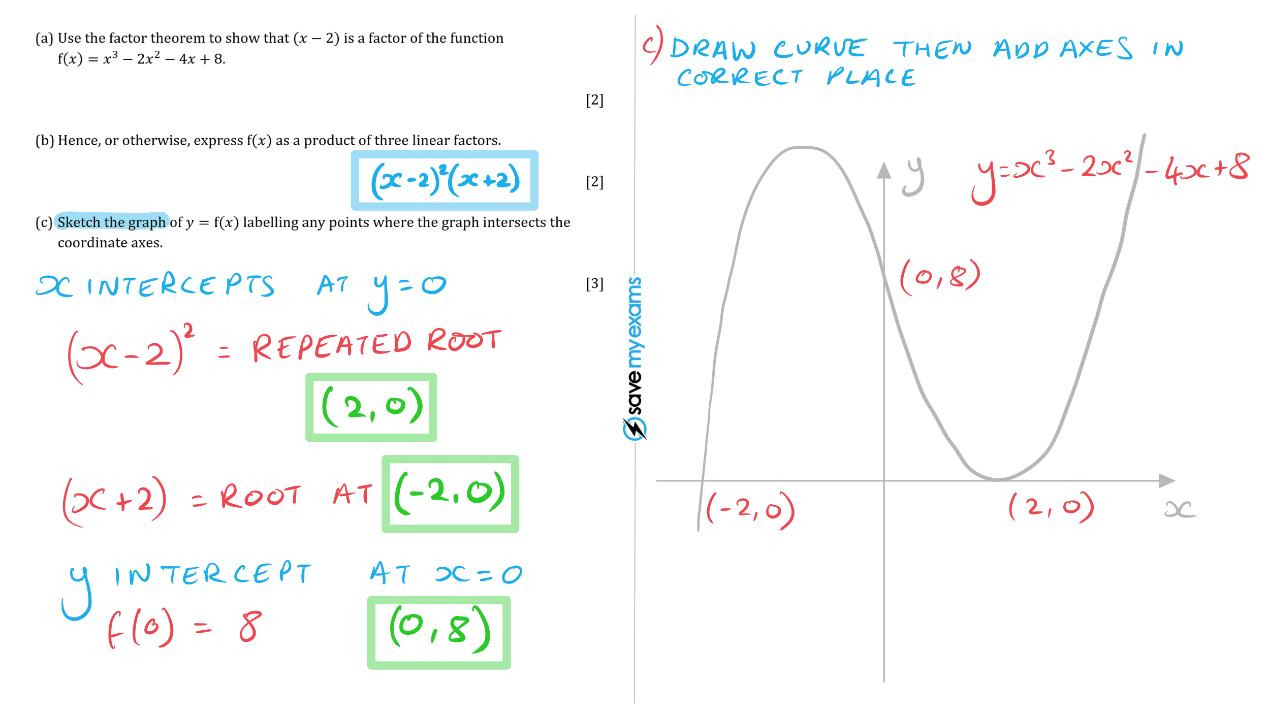 (a) Use the factor theorem to show that (x − 2) is a factor of the function
f(x) = x³ − 2x² − 4x + 8.
[2]
(b) Hence, or otherwise, express f(x) as a product of three linear factors.
(x-2)²(x+2)
[2]
(c) Sketch the graph of y = f(x) labelling any points where the graph intersects the
coordinate axes.
[3]
x INTERCEPTS AT y=0
(x-2)² = REPEATED ROOT
(2,0)
(x+2) = ROOT AT (-2,0)
y INTERCEPT AT x=0
f(0) = 8
(0,8)
save my exams
c) DRAW CURVE THEN ADD AXES IN
CORRECT PLACE
y
y=x³-2x²-4x+8
(0,8)
(-2,0)
(2,0)
x